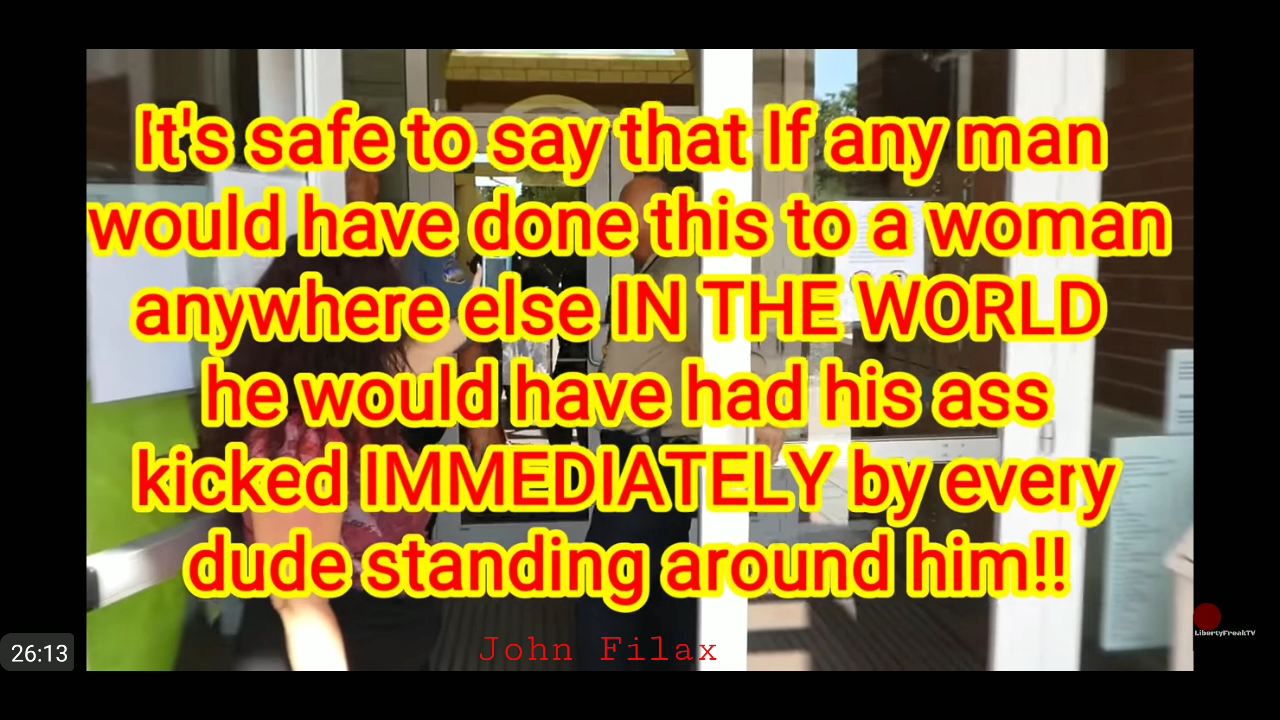 It's safe to say that If any man
would have done this to a woman
anywhere else IN THE WORLD
he would have had his ass
kicked IMMEDIATELY by every
dude standing around him!!
John Filax
LibertyFreakTV
26:13